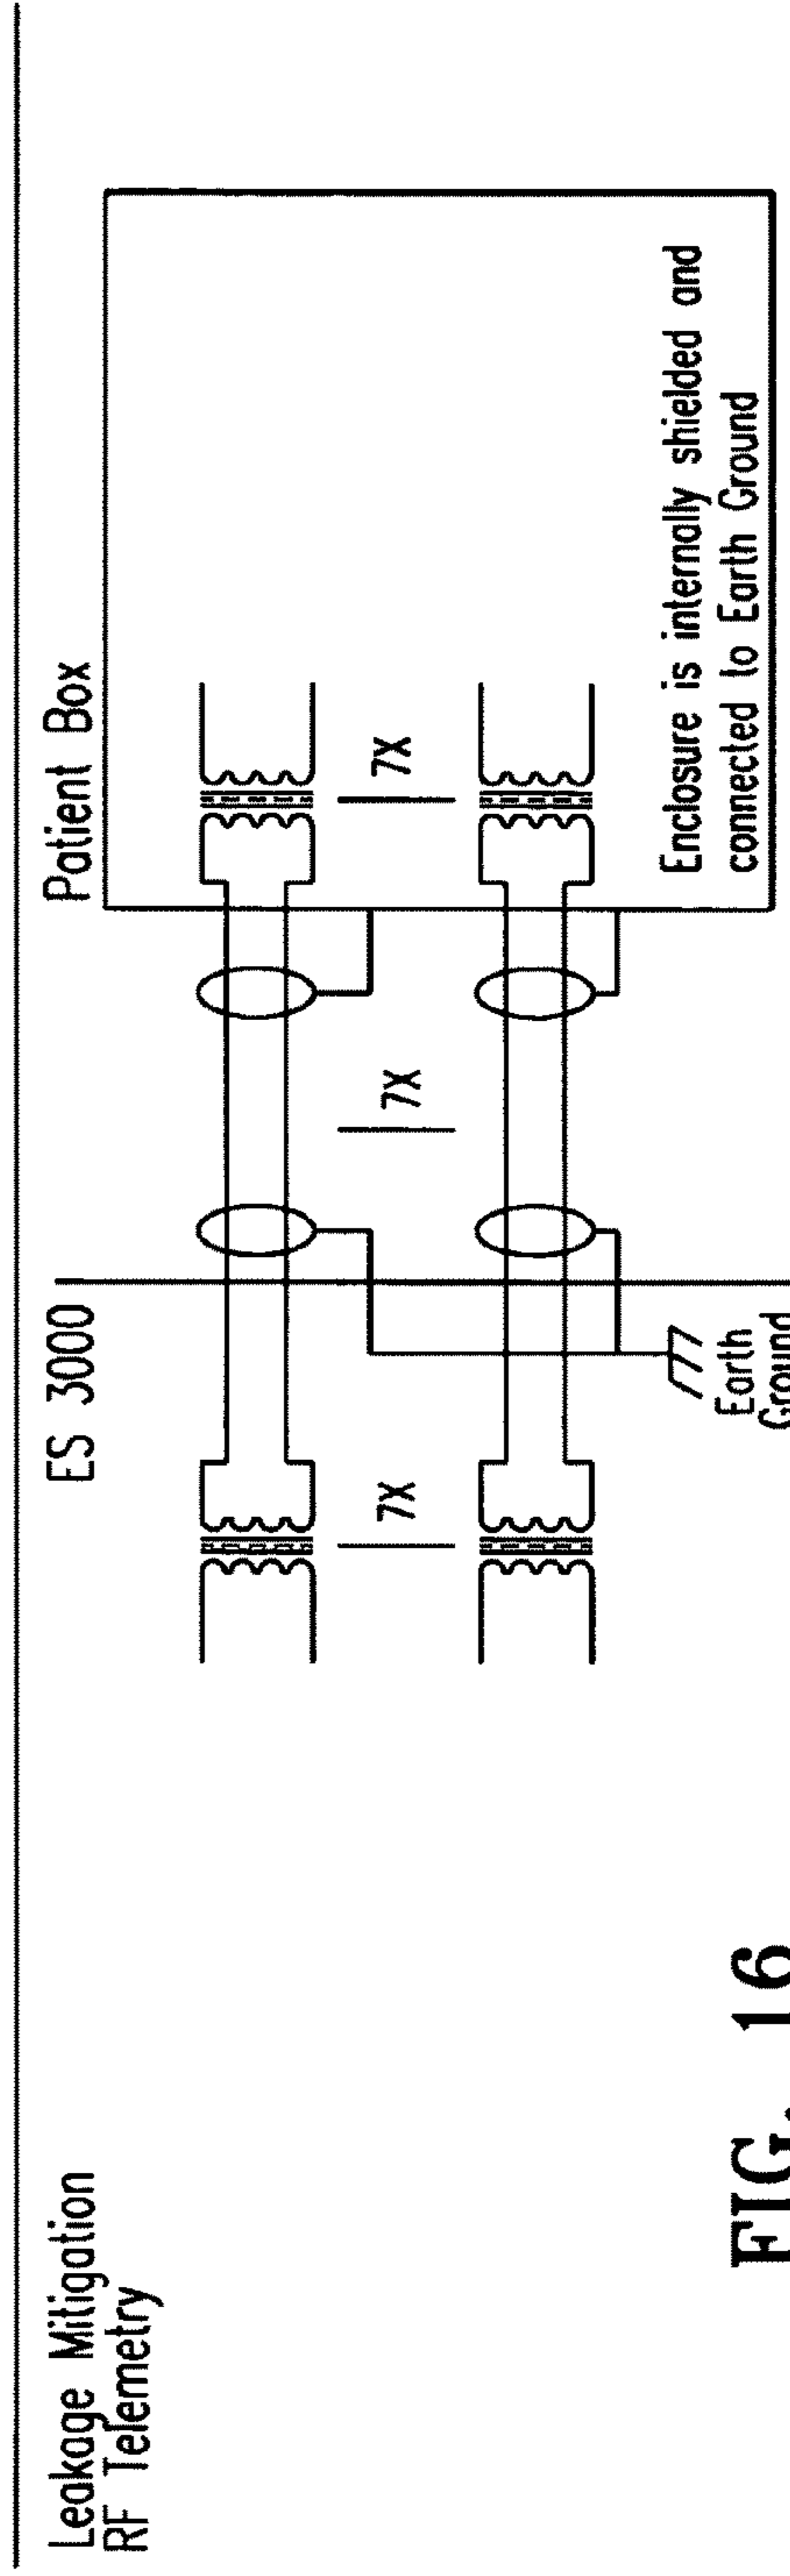 Leakage Mitigation
RF Telemetry
ES 3000
Patient Box
7X
7X
7X
Earth
Ground
Enclosure is internally shielded and
connected to Earth Ground
FIG. 16